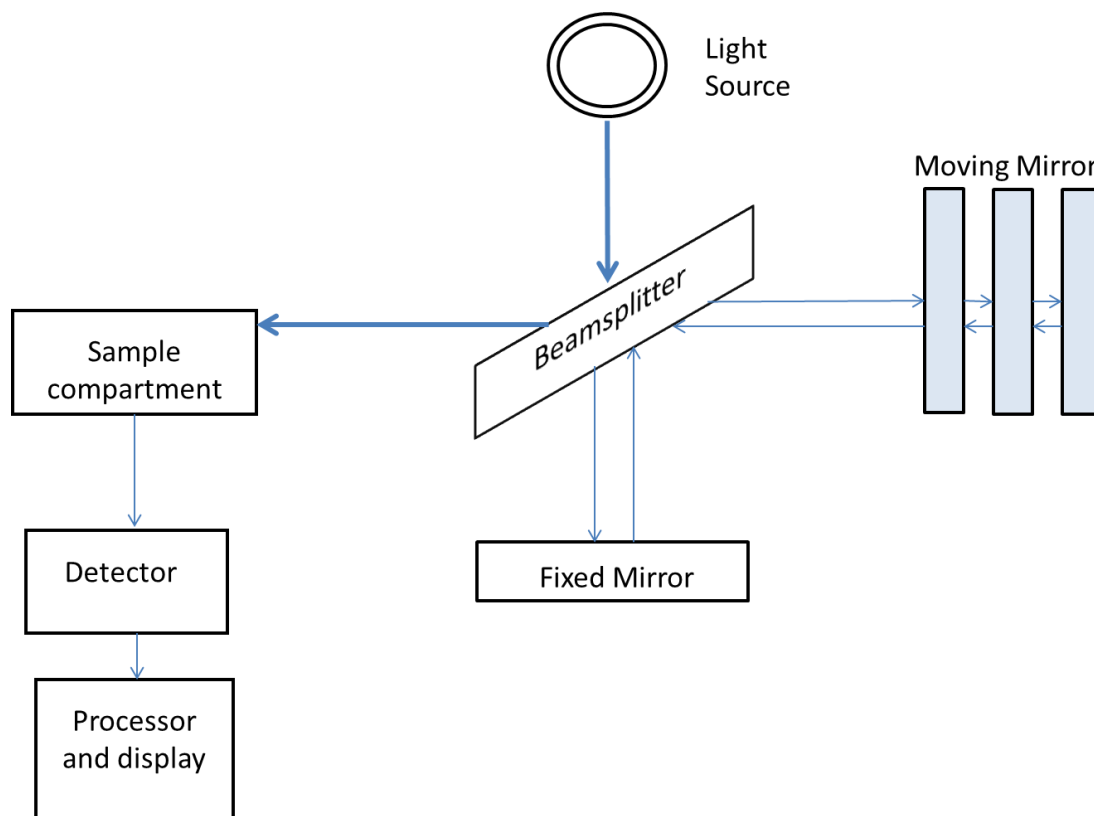 Light
Source
Moving Mirror
Beamsplitter
Sample
compartment
Detector
Fixed Mirror
Processor
and display